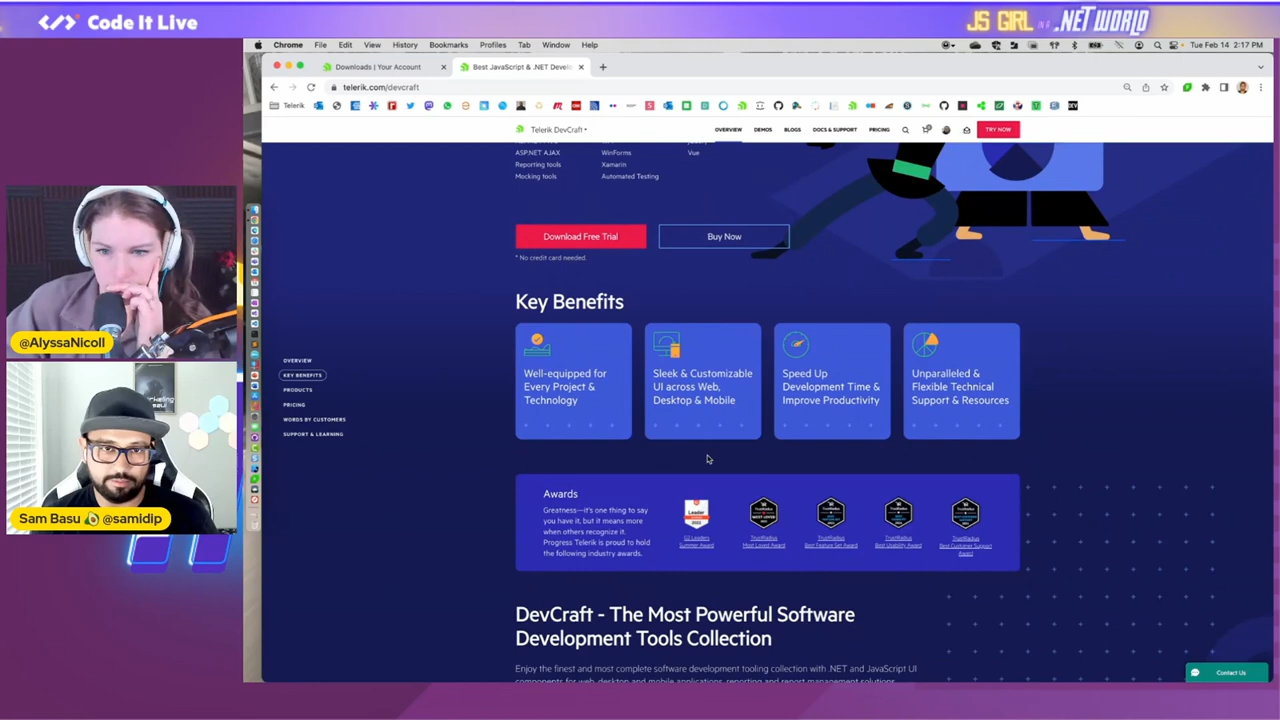 Code It Live
JS GIRL IN A .NET WORLD
Chrome File Edit View History Bookmarks Profiles Tab Window Help
Tue Feb 14 2:17 PM
Downloads | Your Account
Best JavaScript & .NET Develo
telerik.com/devcraft
Telerik
Telerik DevCraft
OVERVIEW DEMOS BLOGS DOCS & SUPPORT PRICING
TRY NOW
ASP.NET AJAX WinForms Vue
Reporting tools Xamarin
Mocking tools Automated Testing
Download Free Trial
Buy Now
* No credit card needed.
Key Benefits
OVERVIEW
KEY BENEFITS
PRODUCTS
PRICING
WORDS BY CUSTOMERS
SUPPORT & LEARNING
Well-equipped for
Every Project &
Technology
Sleek & Customizable
UI across Web,
Desktop & Mobile
Speed Up
Development Time &
Improve Productivity
Unparalleled &
Flexible Technical
Support & Resources
Awards
Greatness—it's one thing to say
you have it, but it means more
when others recognize it.
Progress Telerik is proud to hold
the following industry awards.
Leader
G2 Leaders
Summer Award
TrustRadius
Most Loved Award
TrustRadius
Best Feature Set Award
TrustRadius
Best Usability Award
TrustRadius
Best Customer Support
Award
DevCraft - The Most Powerful Software
Development Tools Collection
Enjoy the finest and most complete software development tooling collection with .NET and JavaScript UI
components for web, desktop and mobile applications, reporting and report management solutions,
Contact Us
@AlyssaNicoll
Sam Basu 🥑 @samidip